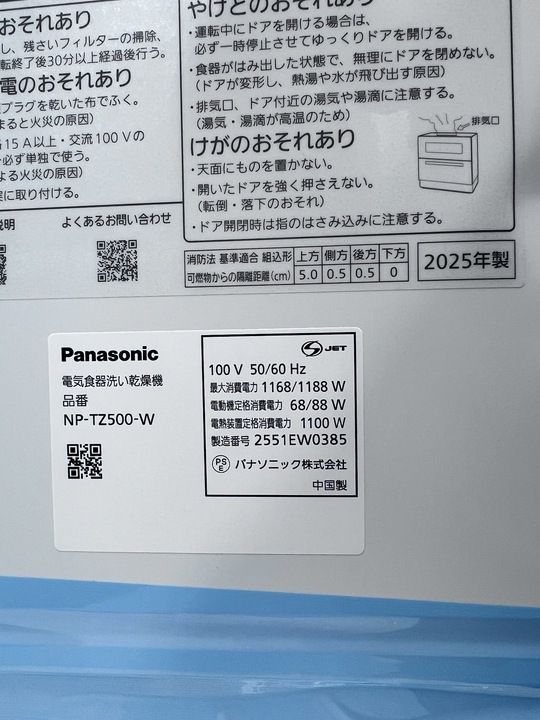 おそれあり
し、残さいフィルターの掃除、
転終了後30分以上経過後行う。
電のおそれあり
プラグを乾いた布でふく。
まると火災の原因）
15A以上・交流100Vの
必ず単独で使う。
よる火災の原因）
実に取り付ける。
説明
よくあるお問い合わせ
やけどのおそれあり
・運転中にドアを開ける場合は、
必ず一時停止させてゆっくりドアを開ける。
・食器がはみ出した状態で、無理にドアを閉めない。
（ドアが変形し、熱湯や水が飛び出す原因）
・排気口、ドア付近の湯気や湯滴に注意する。
（湯気・湯滴が高温のため）
排気口
けがのおそれあり
・天面にものを置かない。
・開いたドアを強く押さえない。
（転倒・落下のおそれ）
・ドア開閉時は指のはさみ込みに注意する。
消防法 基準適合 組込形 上方 側方 後方 下方
可燃物からの隔離距離(cm) 5.0 0.5 0.5 0
2025年製
Panasonic
電気食器洗い乾燥機
品番
NP-TZ500-W
S JET
100 V 50/60 Hz
最大消費電力 1168/1188 W
電動機定格消費電力 68/88 W
電熱装置定格消費電力 1100 W
製造番号 2551EW0385
PS E パナソニック株式会社
中国製